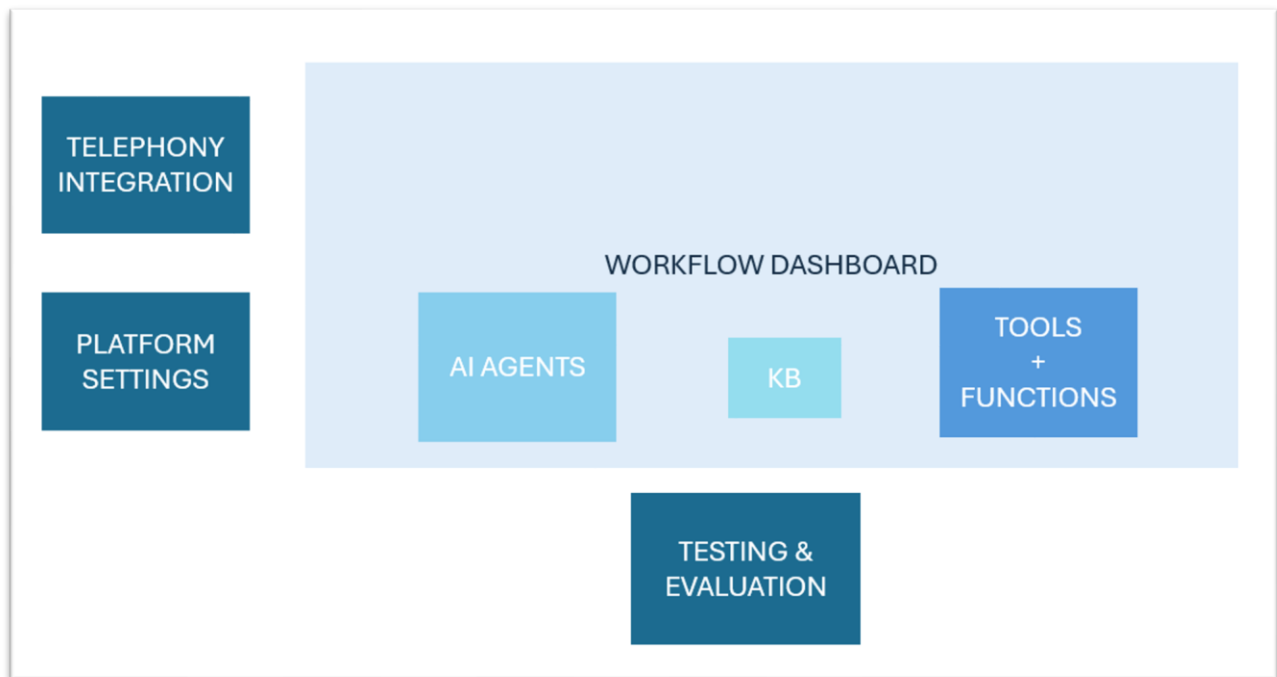 TELEPHONY
INTEGRATION
PLATFORM
SETTINGS
WORKFLOW DASHBOARD
AI AGENTS
KB
TOOLS
+
FUNCTIONS
TESTING &
EVALUATION